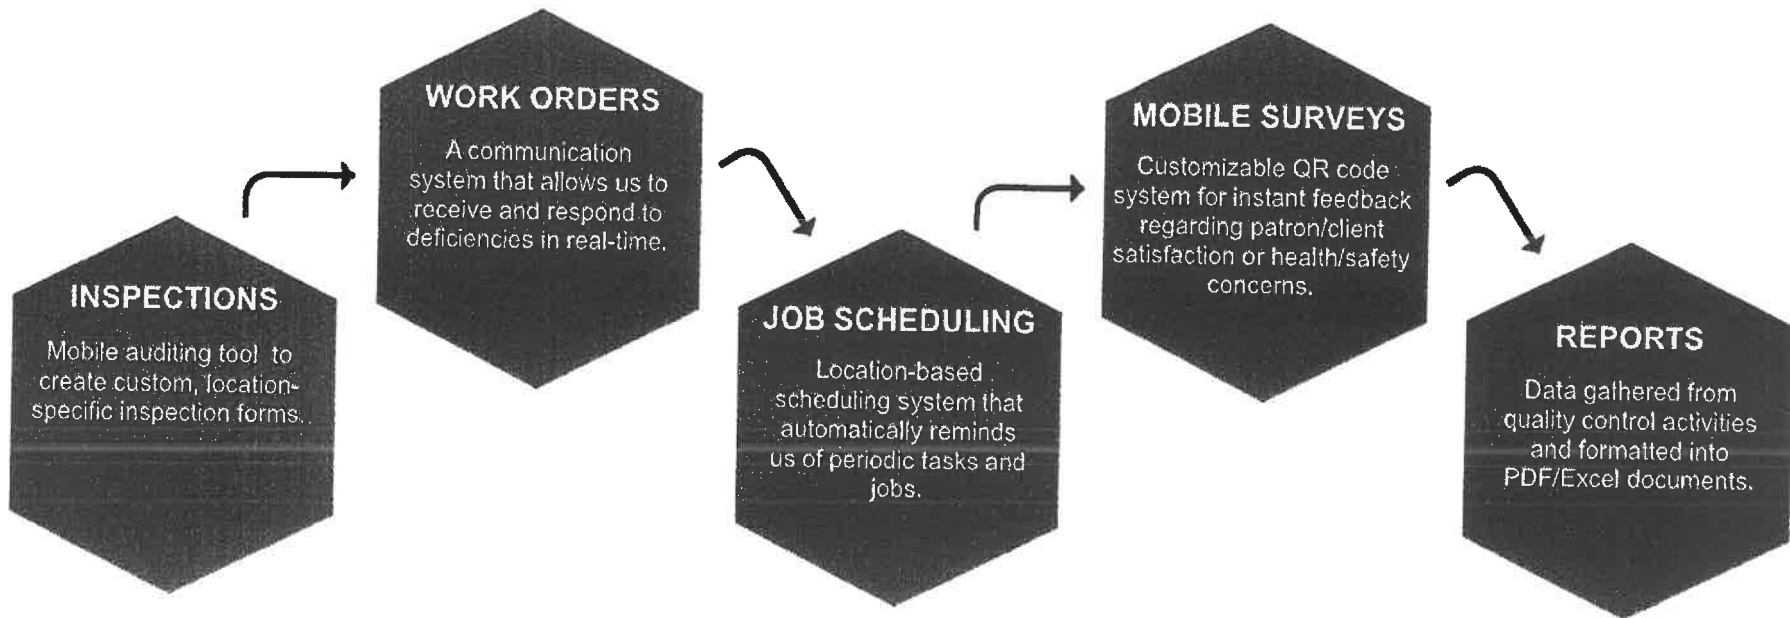 INSPECTIONS
Mobile auditing tool to
create custom, location-
specific inspection forms.
WORK ORDERS
A communication
system that allows us to
receive and respond to
deficiencies in real-time.
JOB SCHEDULING
Location-based
scheduling system that
automatically reminds
us of periodic tasks and
jobs.
MOBILE SURVEYS
Customizable QR code
system for instant feedback
regarding patron/client
satisfaction or health/safety
concerns.
REPORTS
Data gathered from
quality control activities
and formatted into
PDF/Excel documents.